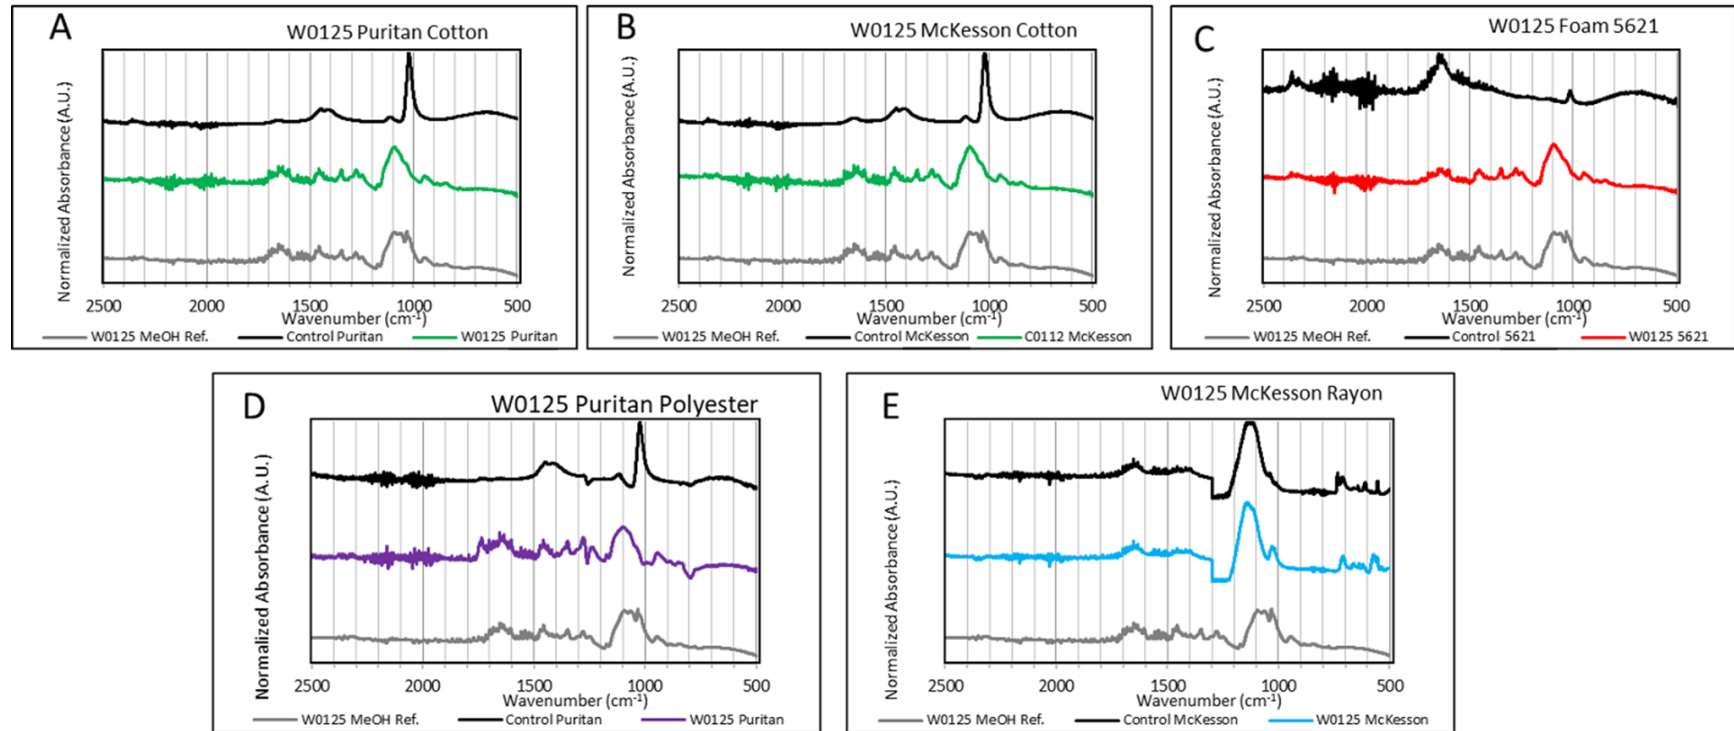 A
W0125 Puritan Cotton
Normalized Absorbance (A.U.)
2500 2000 1500 1000 500
Wavenumber (cm⁻¹)
W0125 MeOH Ref. Control Puritan W0125 Puritan
B
W0125 McKesson Cotton
Normalized Absorbance (A.U.)
2500 2000 1500 1000 500
Wavenumber (cm⁻¹)
W0125 MeOH Ref. Control McKesson C0112 McKesson
C
W0125 Foam 5621
Normalized Absorbance (A.U.)
2500 2000 1500 1000 500
Wavenumber (cm⁻¹)
W0125 MeOH Ref. Control 5621 W0125 5621
D
W0125 Puritan Polyester
Normalized Absorbance (A.U.)
2500 2000 1500 1000 500
Wavenumber (cm⁻¹)
W0125 MeOH Ref. Control Puritan W0125 Puritan
E
W0125 McKesson Rayon
Normalized Absorbance (A.U.)
2500 2000 1500 1000 500
Wavenumber (cm⁻¹)
W0125 MeOH Ref. Control McKesson W0125 McKesson